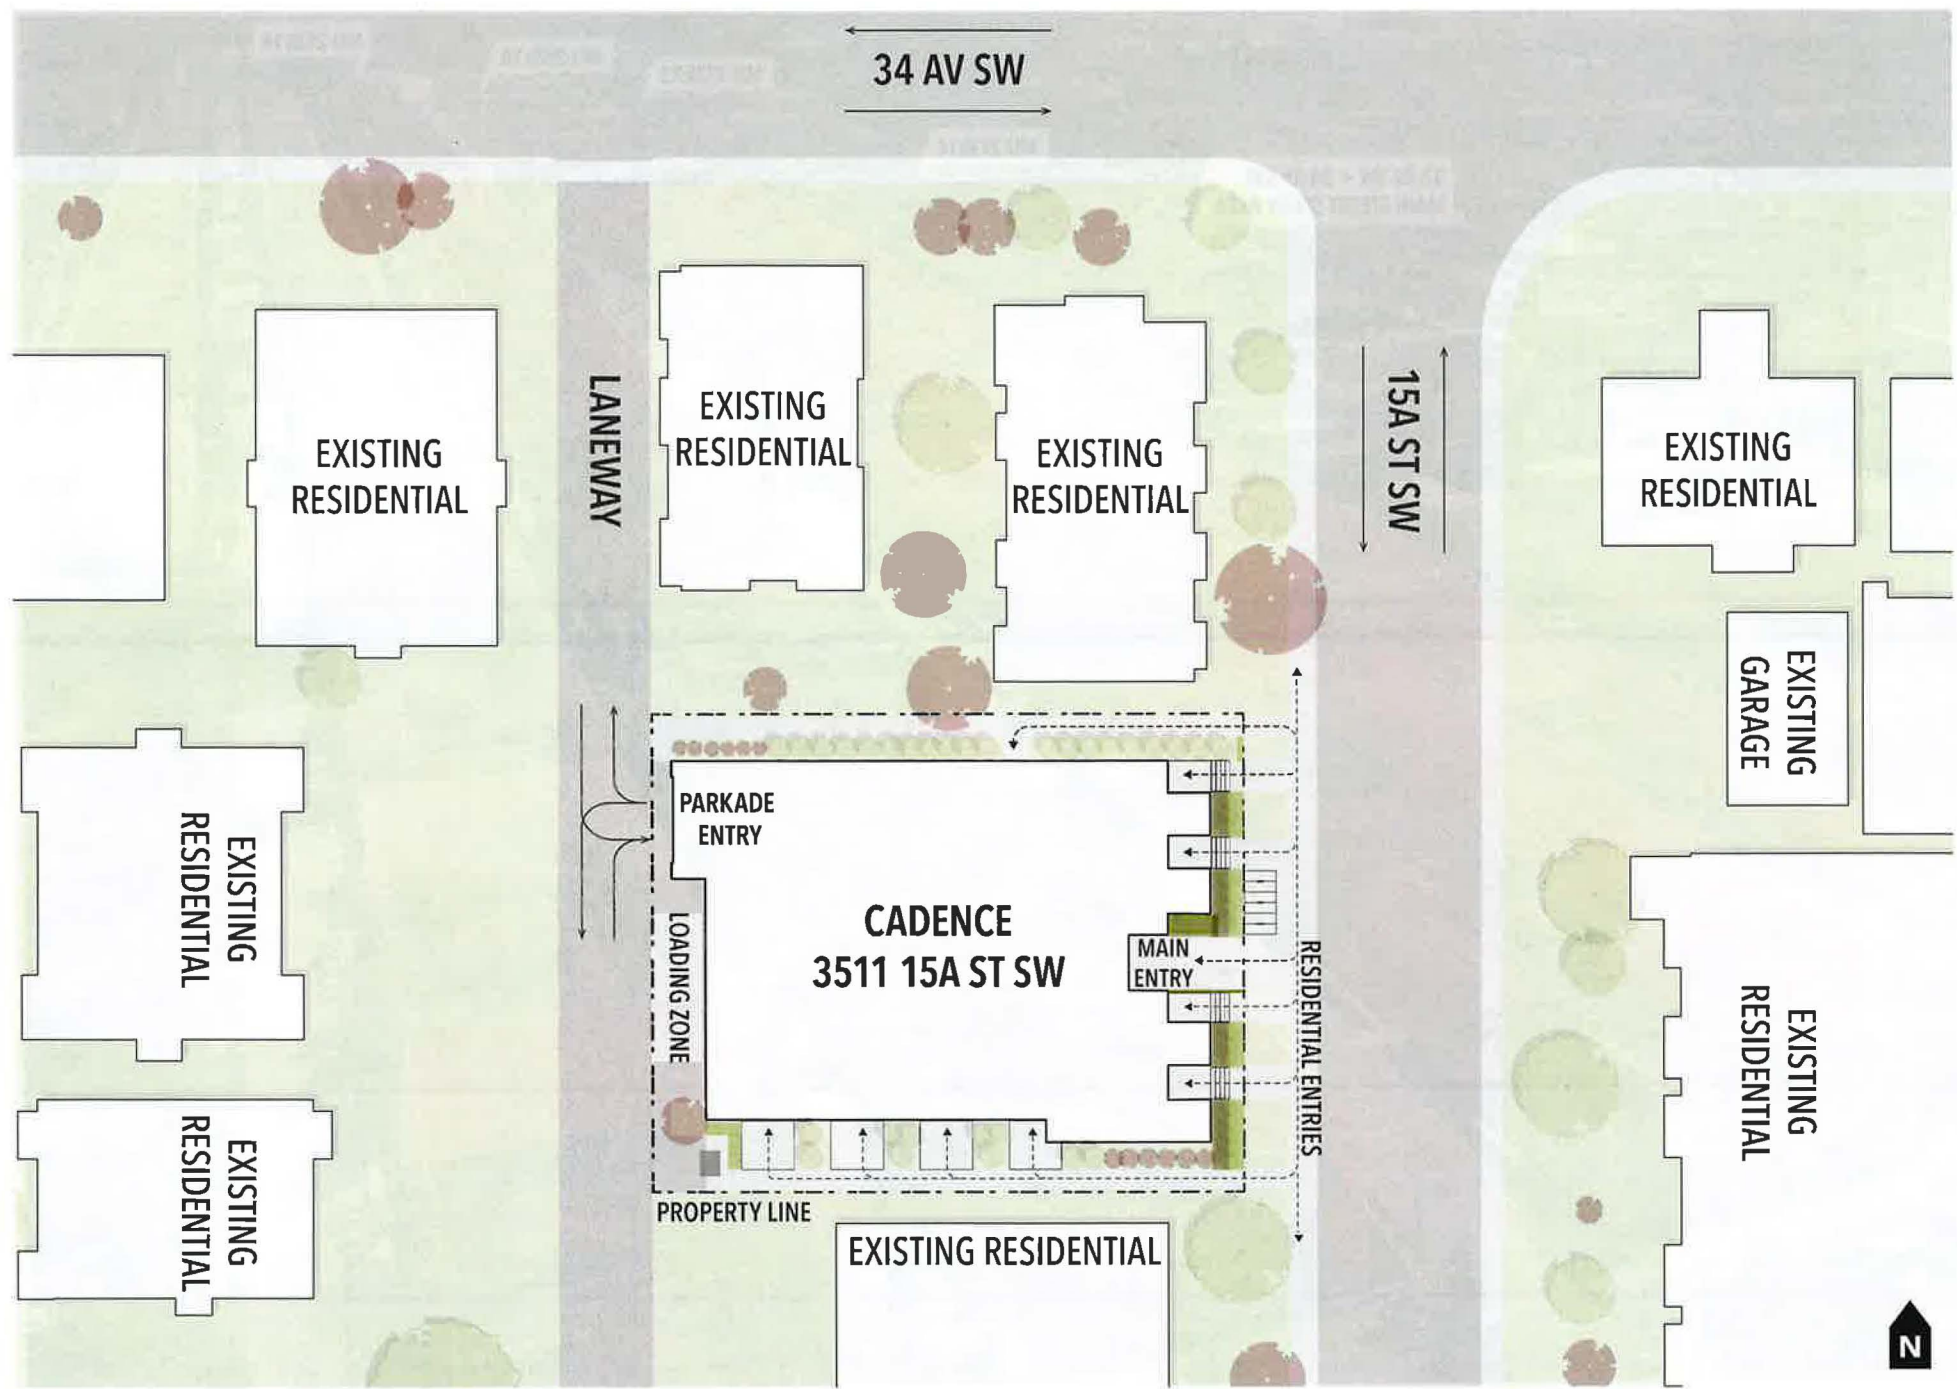 34 AV SW
LANEWAY
EXISTING
RESIDENTIAL
EXISTING
RESIDENTIAL
EXISTING
RESIDENTIAL
15A ST SW
EXISTING
RESIDENTIAL
EXISTING
GARAGE
PARKADE
ENTRY
EXISTING
RESIDENTIAL
CADENCE
3511 15A ST SW
LOADING ZONE
MAIN
ENTRY
RESIDENTIAL ENTRIES
EXISTING
RESIDENTIAL
EXISTING
RESIDENTIAL
PROPERTY LINE
EXISTING RESIDENTIAL
N